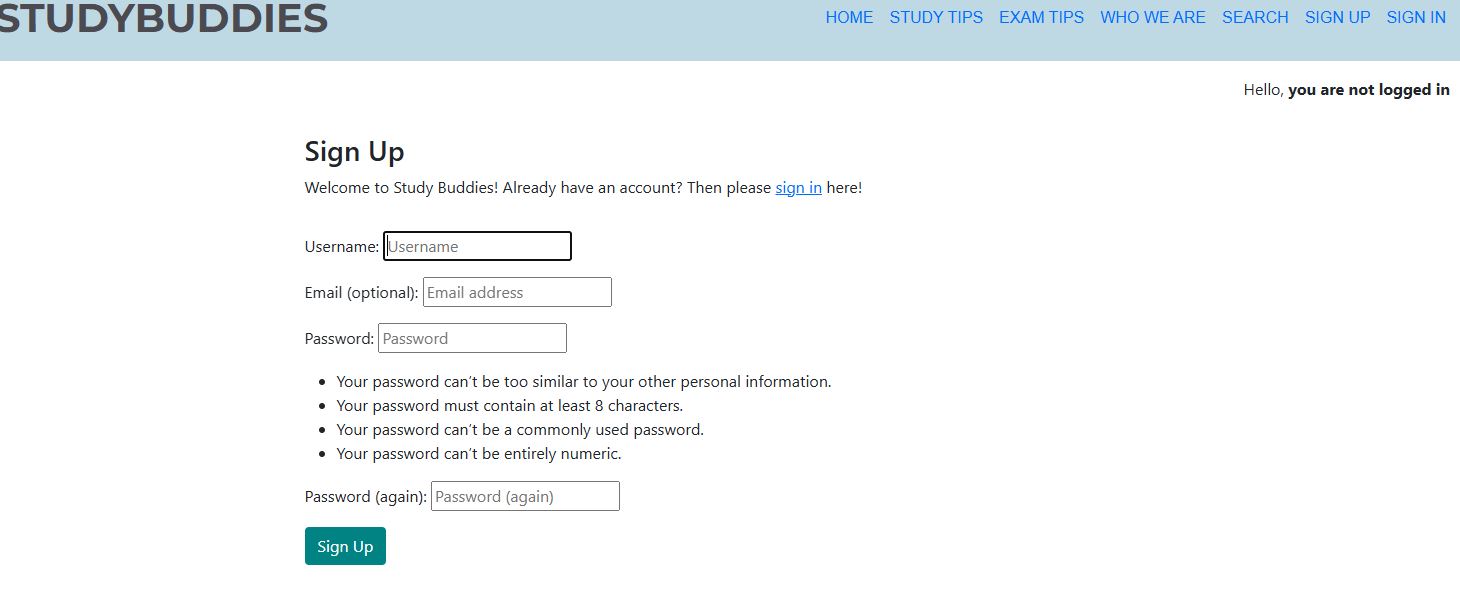 STUDYBUDDIES
HOME STUDY TIPS EXAM TIPS WHO WE ARE SEARCH SIGN UP SIGN IN
Hello, you are not logged in
Sign Up
Welcome to Study Buddies! Already have an account? Then please sign in here!
Username: Username
Email (optional): Email address
Password: Password
• Your password can’t be too similar to your other personal information.
• Your password must contain at least 8 characters.
• Your password can’t be a commonly used password.
• Your password can’t be entirely numeric.
Password (again): Password (again)
Sign Up